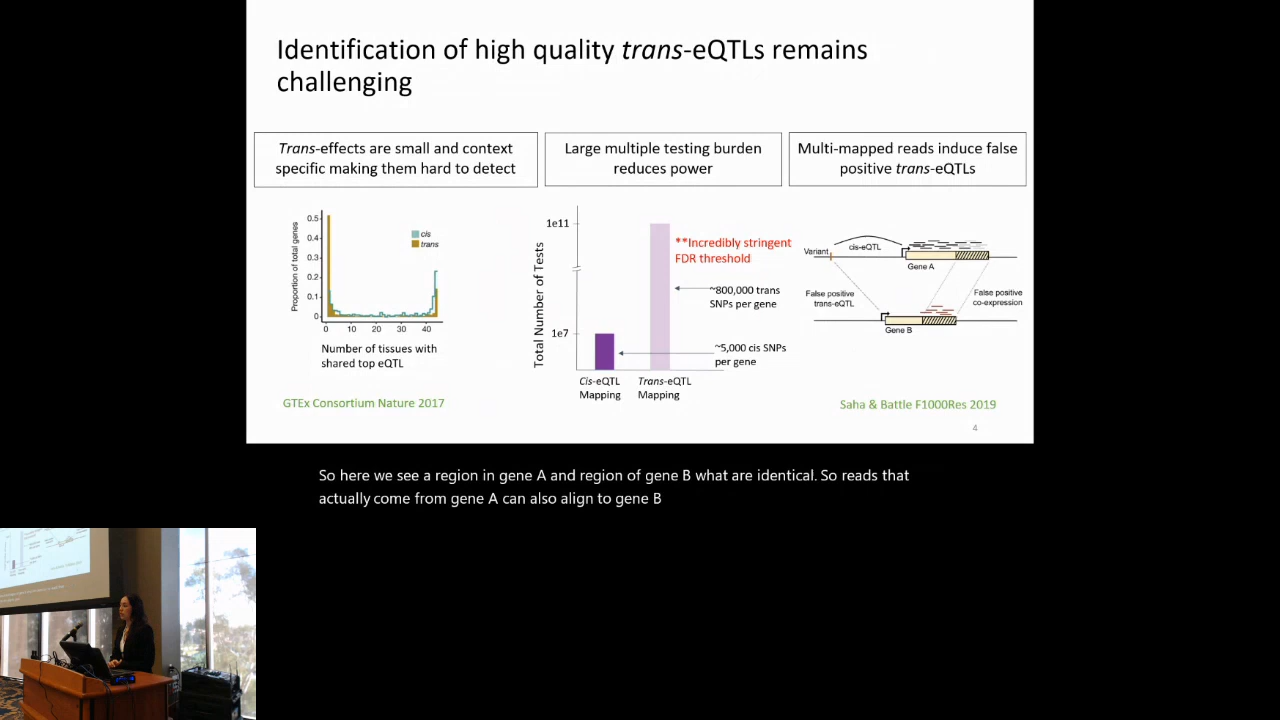 Identification of high quality trans-eQTLs remains
challenging
Trans-effects are small and context
specific making them hard to detect
Large multiple testing burden
reduces power
Multi-mapped reads induce false
positive trans-eQTLs
Proportion of total genes
0.5
0.4
0.3
0.2
0.1
0
cis
trans
0
10
20
30
40
Number of tissues with
shared top eQTL
GTEx Consortium Nature 2017
Total Number of Tests
1e11
1e7
**Incredibly stringent
FDR threshold
~800,000 trans
SNPs per gene
~5,000 cis SNPs
per gene
Cis-eQTL
Mapping
Trans-eQTL
Mapping
Variant
cis-eQTL
Gene A
False positive
trans-eQTL
False positive
co-expression
Gene B
Saha & Battle F1000Res 2019
4
So here we see a region in gene A and region of gene B what are identical. So reads that
actually come from gene A can also align to gene B